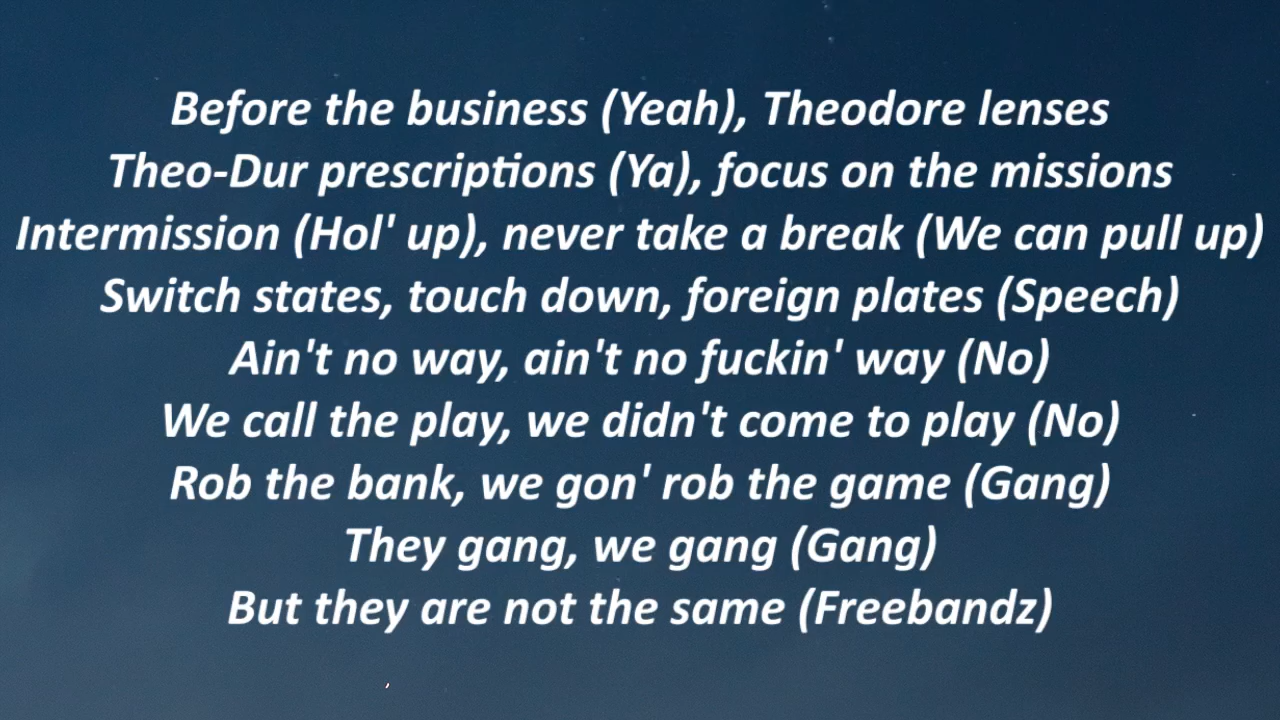 Before the business (Yeah), Theodore lenses
Theo-Dur prescriptions (Ya), focus on the missions
Intermission (Hol' up), never take a break (We can pull up)
Switch states, touch down, foreign plates (Speech)
Ain't no way, ain't no fuckin' way (No)
We call the play, we didn't come to play (No)
Rob the bank, we gon' rob the game (Gang)
They gang, we gang (Gang)
But they are not the same (Freebandz)